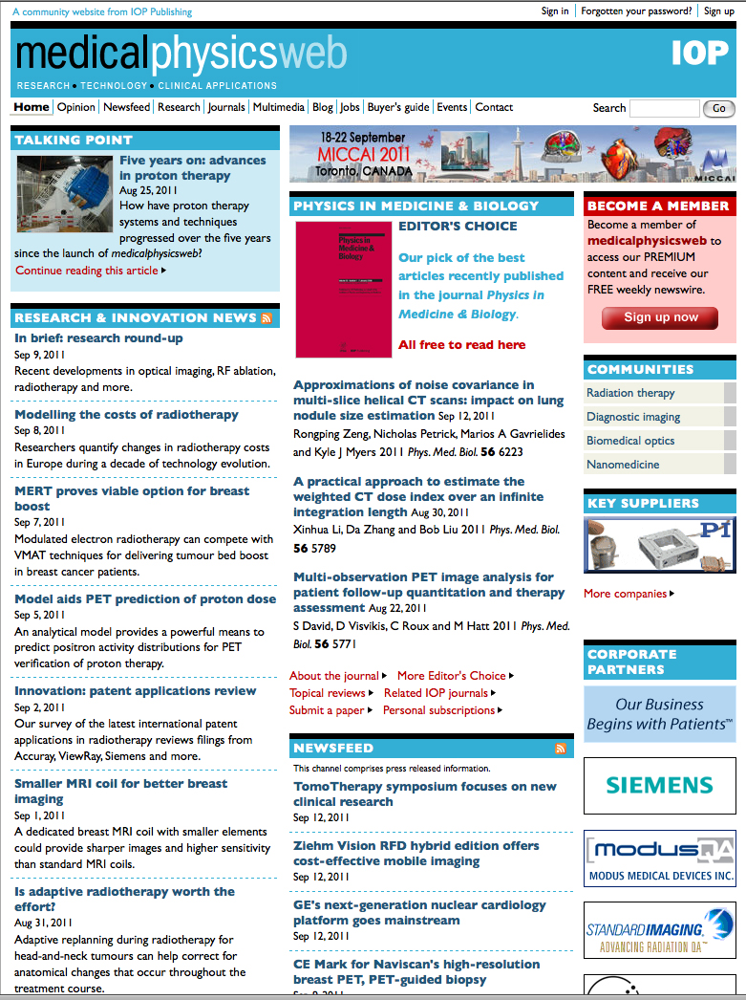 A community website from IOP Publishing
Sign in
Forgotten your password?
Sign up
medicalphysicsweb
IOP
RESEARCH • TECHNOLOGY • CLINICAL APPLICATIONS
Home
Opinion
Newsfeed
Research
Journals
Multimedia
Blog
Jobs
Buyer's guide
Events
Contact
Search
Go
TALKING POINT
Five years on: advances
in proton therapy
Aug 25, 2011
How have proton therapy
systems and techniques
progressed over the five years
since the launch of medicalphysicsweb?
Continue reading this article
RESEARCH & INNOVATION NEWS
In brief: research round-up
Sep 9, 2011
Recent developments in optical imaging, RF ablation,
radiotherapy and more.
Modelling the costs of radiotherapy
Sep 8, 2011
Researchers quantify changes in radiotherapy costs
in Europe during a decade of technology evolution.
MERT proves viable option for breast
boost
Sep 7, 2011
Modulated electron radiotherapy can compete with
VMAT techniques for delivering tumour bed boost
in breast cancer patients.
Model aids PET prediction of proton dose
Sep 5, 2011
An analytical model provides a powerful means to
predict positron activity distributions for PET
verification of proton therapy.
Innovation: patent applications review
Sep 2, 2011
Our survey of the latest international patent
applications in radiotherapy reviews filings from
Accuray, ViewRay, Siemens and more.
Smaller MRI coil for better breast
imaging
Sep 1, 2011
A dedicated breast MRI coil with smaller elements
could provide sharper images and higher sensitivity
than standard MRI coils.
Is adaptive radiotherapy worth the
effort?
Aug 31, 2011
Adaptive replanning during radiotherapy for
head-and-neck tumours can help correct for
anatomical changes that occur throughout the
treatment course.
18-22 September
MICCAI 2011
Toronto, CANADA
MICCAI
PHYSICS IN MEDICINE & BIOLOGY
Physics in
Medicine &
Biology
EDITOR'S CHOICE
Our pick of the best
articles recently published
in the journal Physics in
Medicine & Biology.
All free to read here
Approximations of noise covariance in
multi-slice helical CT scans: impact on lung
nodule size estimation Sep 12, 2011
Rongping Zeng, Nicholas Petrick, Marios A Gavrielides
and Kyle J Myers 2011 Phys. Med. Biol. 56 6223
A practical approach to estimate the
weighted CT dose index over an infinite
integration length Aug 30, 2011
Xinhua Li, Da Zhang and Bob Liu 2011 Phys. Med. Biol.
56 5789
Multi-observation PET image analysis for
patient follow-up quantitation and therapy
assessment Aug 22, 2011
S David, D Visvikis, C Roux and M Hatt 2011 Phys. Med.
Biol. 56 5771
About the journal
More Editor's Choice
Topical reviews
Related IOP journals
Submit a paper
Personal subscriptions
NEWSFEED
This channel comprises press released information.
TomoTherapy symposium focuses on new
clinical research
Sep 12, 2011
Ziehm Vision RFD hybrid edition offers
cost-effective mobile imaging
Sep 12, 2011
GE's next-generation nuclear cardiology
platform goes mainstream
Sep 12, 2011
CE Mark for Naviscan's high-resolution
breast PET, PET-guided biopsy
BECOME A MEMBER
Become a member of
medicalphysicsweb to
access our PREMIUM
content and receive our
FREE weekly newswire.
Sign up now
COMMUNITIES
Radiation therapy
Diagnostic imaging
Biomedical optics
Nanomedicine
KEY SUPPLIERS
PI
More companies
CORPORATE
PARTNERS
Our Business
Begins with Patients™
SIEMENS
modusQA
MODUS MEDICAL DEVICES INC.
STANDARD IMAGING
ADVANCING RADIATION QA™